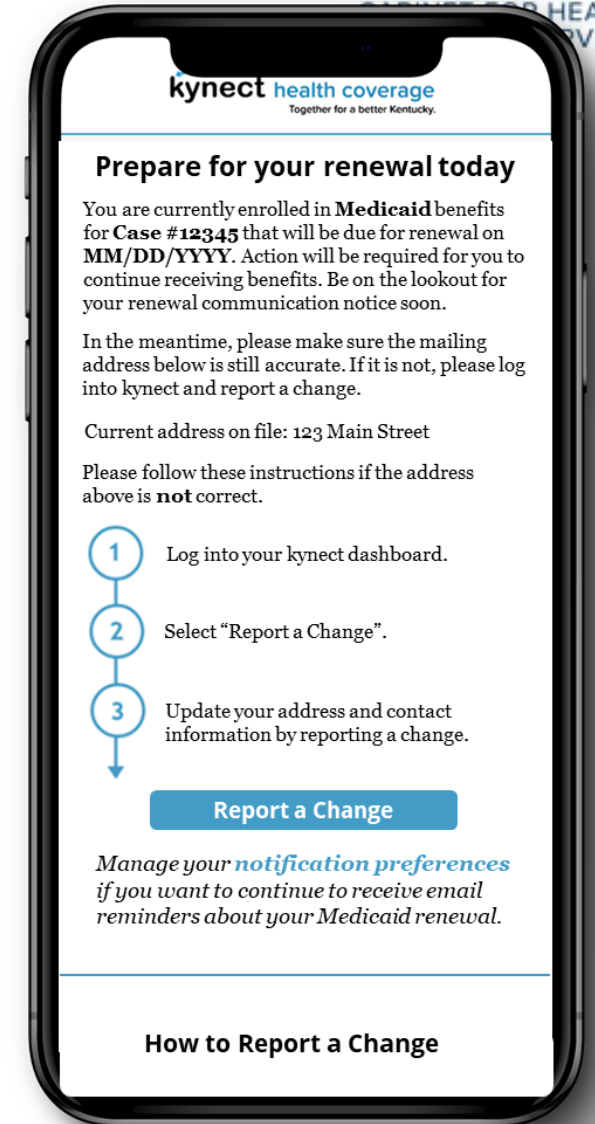 kynect health coverage
Together for a better Kentucky.
Prepare for your renewal today
You are currently enrolled in Medicaid benefits
for Case #12345 that will be due for renewal on
MM/DD/YYYY. Action will be required for you to
continue receiving benefits. Be on the lookout for
your renewal communication notice soon.
In the meantime, please make sure the mailing
address below is still accurate. If it is not, please log
into kynect and report a change.
Current address on file: 123 Main Street
Please follow these instructions if the address
above is not correct.
1 Log into your kynect dashboard.
2 Select “Report a Change”.
3 Update your address and contact
information by reporting a change.
Report a Change
Manage your notification preferences
if you want to continue to receive email
reminders about your Medicaid renewal.
How to Report a Change